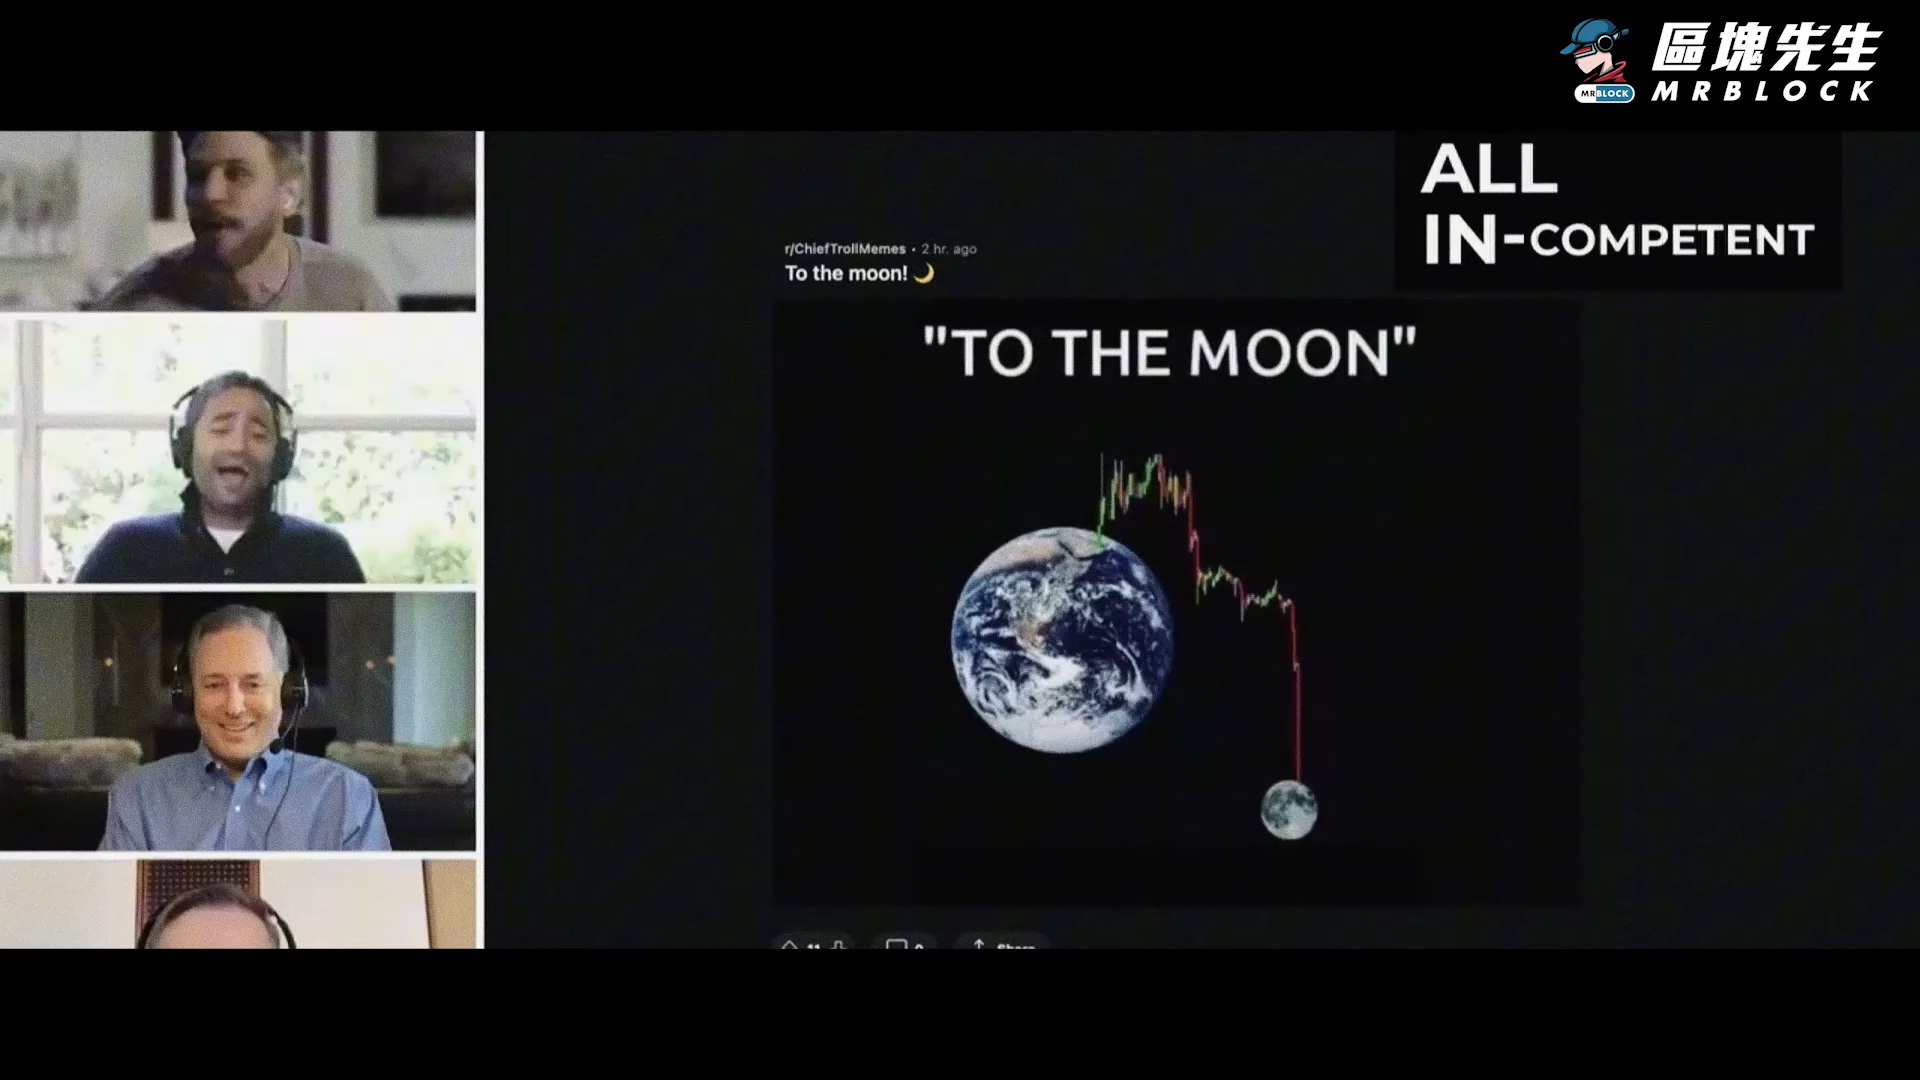 區塊先生
MRBLOCK
MRBLOCK
ALL
IN-COMPETENT
r/ChiefTrollMemes • 2 hr. ago
To the moon! 🌙
"TO THE MOON"
Share